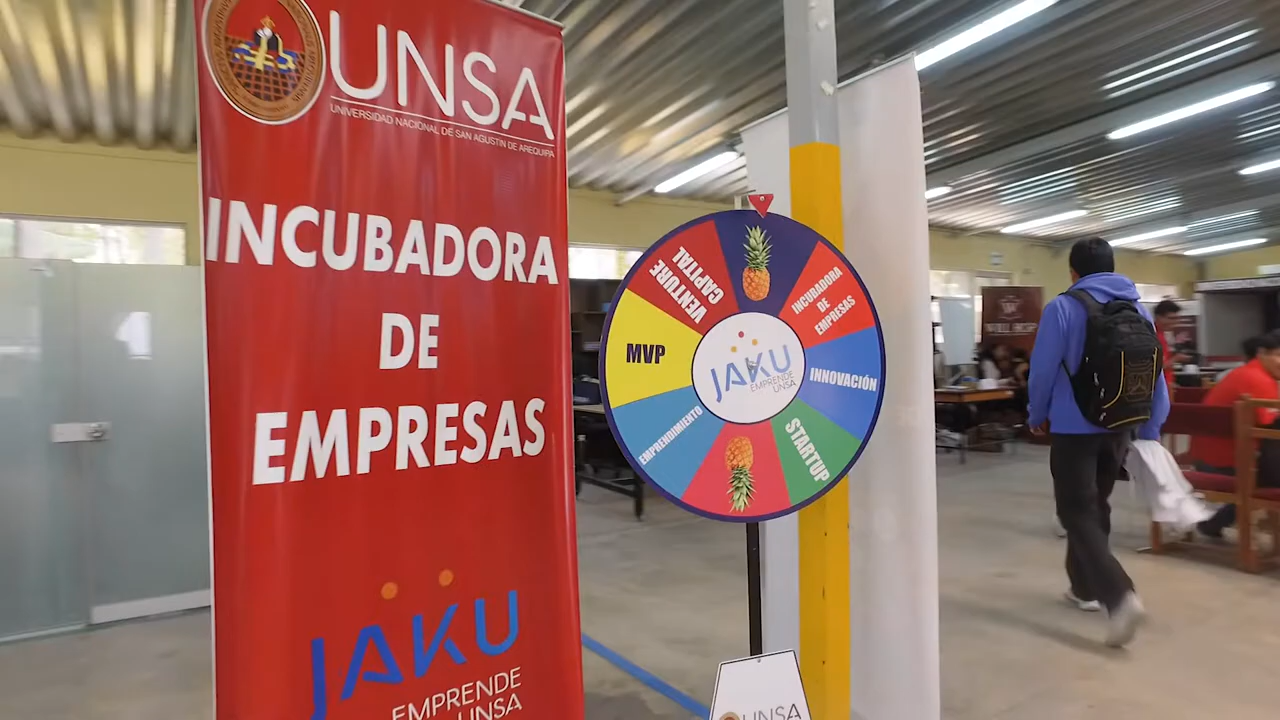 UNSA
UNIVERSIDAD NACIONAL DE SAN AGUSTIN DE AREQUIPA
INCUBADORA
DE
EMPRESAS
JAKU
EMPRENDE
UNSA
VENTURE
CAPITAL
INCUBADORA
DE
EMPRESAS
MVP
INNOVACIÓN
JAKU
EMPRENDE
UNSA
EMPRENDIMIENTO
STARTUP
UNSA